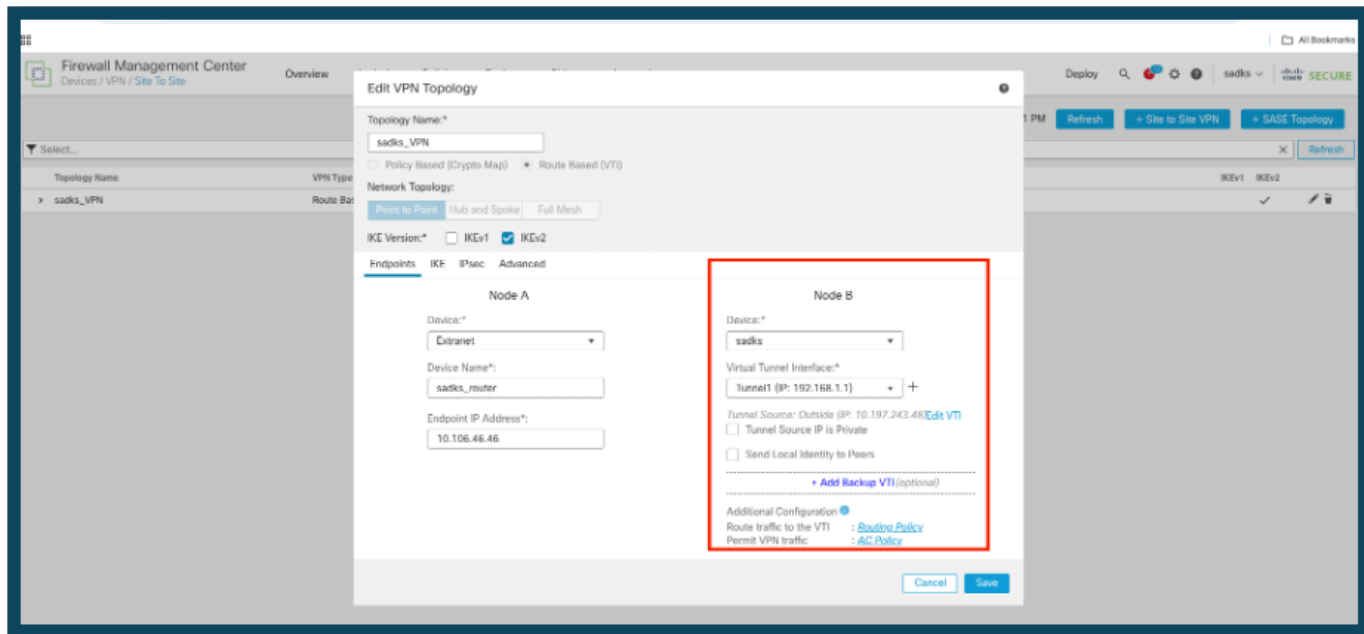 All Bookmarks
Firewall Management Center
Devices / VPN / Site To Site
Overview
Deploy
sadks
cisco SECURE
1 PM
Refresh
+ Site to Site VPN
+ SASE Topology
Select...
Refresh
Topology Name
VPN Type
IKEv1
IKEv2
sadks_VPN
Route Bas
Edit VPN Topology
Topology Name:*
sadks_VPN
Policy Based (Crypto Map)
Route Based (VTI)
Network Topology:
Point to Point
Hub and Spoke
Full Mesh
IKE Version:*
IKEv1
IKEv2
Endpoints
IKE
IPsec
Advanced
Node A
Device:*
Extranet
Device Name*:
sadks_router
Endpoint IP Address*:
10.106.46.46
Node B
Device:*
sadks
Virtual Tunnel Interface:*
Tunnel1 (IP: 192.168.1.1)
+
Tunnel Source: Outside (IP: 10.197.243.48) Edit VTI
Tunnel Source IP is Private
Send Local Identity to Peers
+ Add Backup VTI (optional)
Additional Configuration
Route traffic to the VTI : Routing Policy
Permit VPN traffic : AC Policy
Cancel
Save